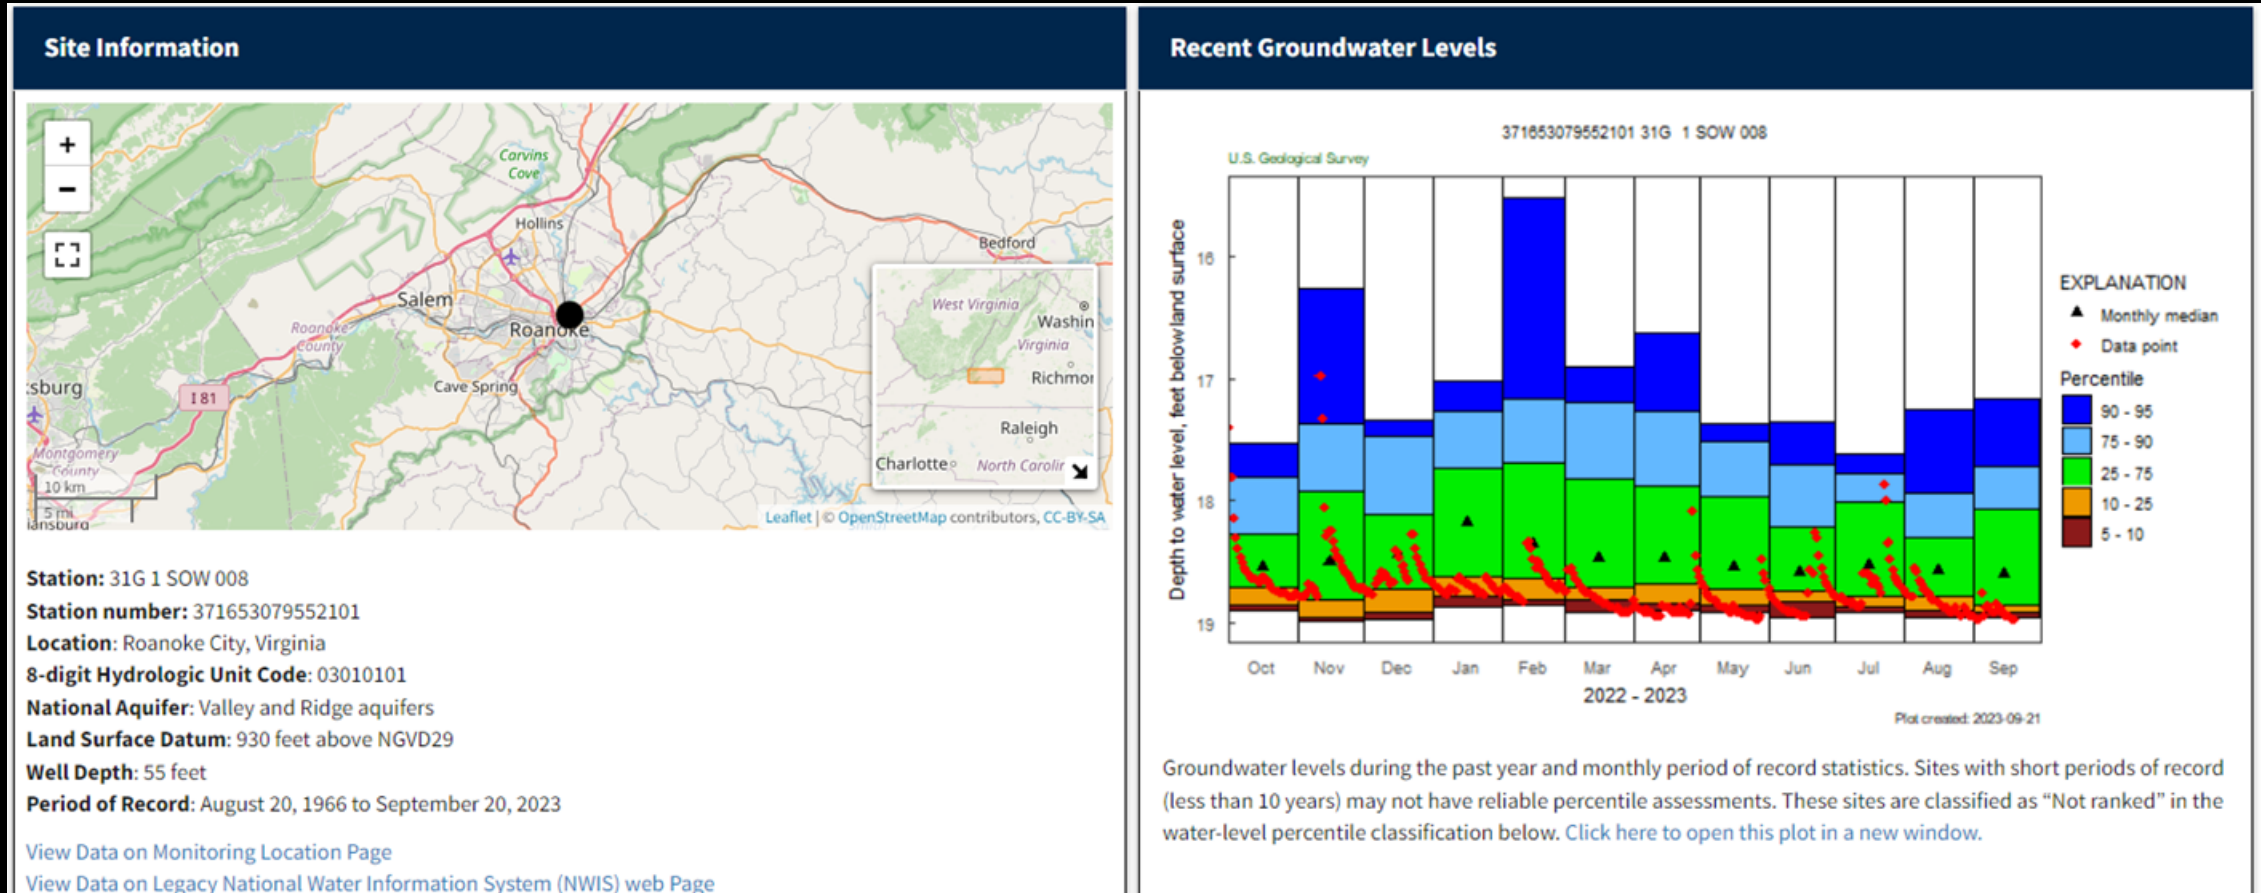 Site Information
+
−
Carvins
Cove
Hollins
Bedford
Salem
Roanoke
Roanoke
County
Cave Spring
I 81
Montgomery
County
10 km
5 mi
West Virginia
Washin
Virginia
Richmon
Raleigh
Charlotte
North Carolin
Leaflet | © OpenStreetMap contributors, CC-BY-SA
Station: 31G 1 SOW 008
Station number: 371653079552101
Location: Roanoke City, Virginia
8-digit Hydrologic Unit Code: 03010101
National Aquifer: Valley and Ridge aquifers
Land Surface Datum: 930 feet above NGVD29
Well Depth: 55 feet
Period of Record: August 20, 1966 to September 20, 2023
View Data on Monitoring Location Page
View Data on Legacy National Water Information System (NWIS) web Page
Recent Groundwater Levels
371653079552101 31G 1 SOW 008
U.S. Geological Survey
Depth to water level, feet below land surface
16
17
18
19
Oct Nov Dec Jan Feb Mar Apr May Jun Jul Aug Sep
2022 - 2023
Plot created: 2023-09-21
EXPLANATION
Monthly median
Data point
Percentile
90 - 95
75 - 90
25 - 75
10 - 25
5 - 10
Groundwater levels during the past year and monthly period of record statistics. Sites with short periods of record
(less than 10 years) may not have reliable percentile assessments. These sites are classified as “Not ranked” in the
water-level percentile classification below. Click here to open this plot in a new window.